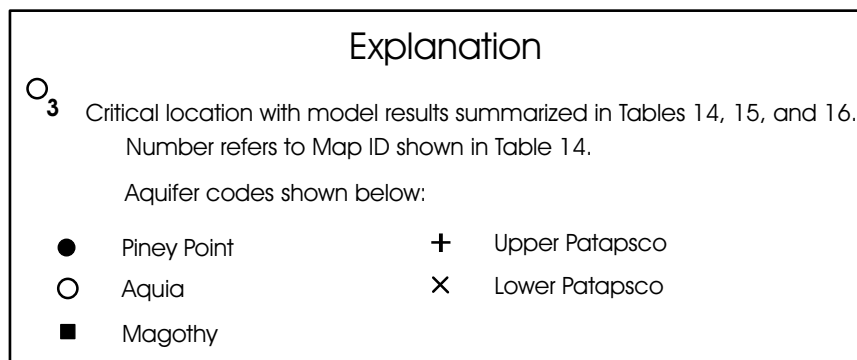 Explanation
3 Critical location with model results summarized in Tables 14, 15, and 16.
Number refers to Map ID shown in Table 14.
Aquifer codes shown below:
Piney Point
Upper Patapsco
Aquia
Lower Patapsco
Magothy